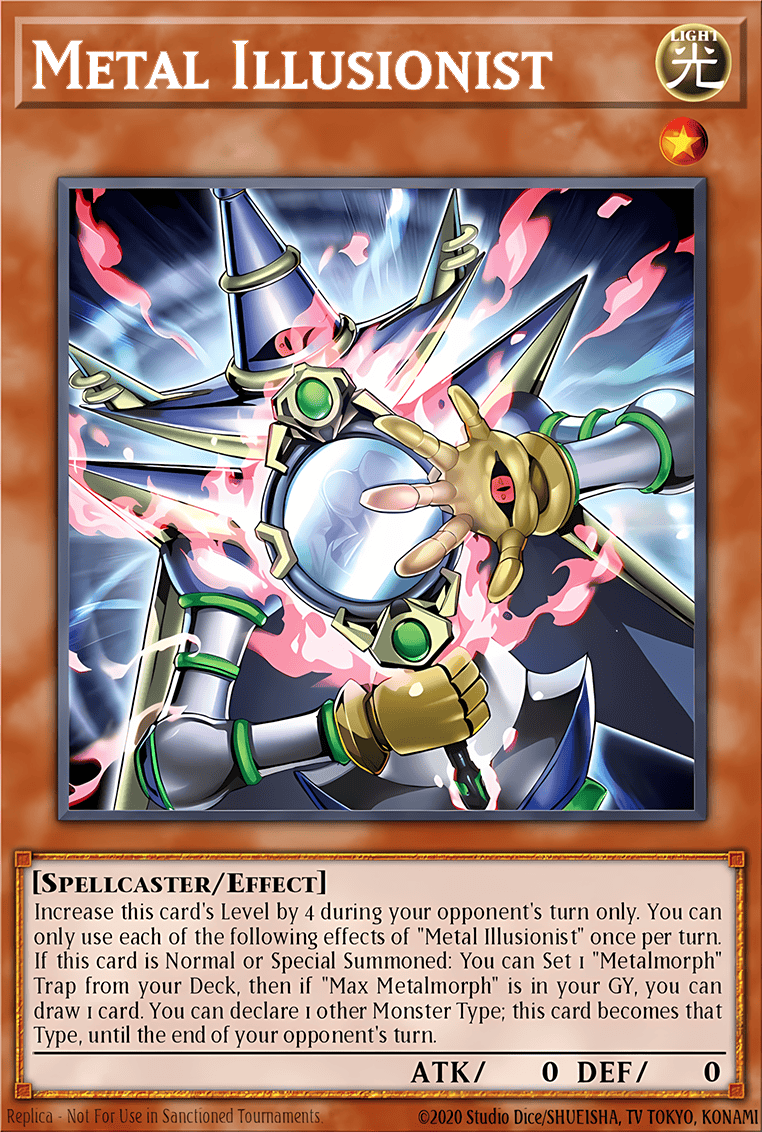 METAL ILLUSIONIST
LIGHT
光
[SPELLCASTER/EFFECT]
Increase this card's Level by 4 during your opponent's turn only. You can
only use each of the following effects of "Metal Illusionist" once per turn.
If this card is Normal or Special Summoned: You can Set 1 "Metalmorph"
Trap from your Deck, then if "Max Metalmorph" is in your GY, you can
draw 1 card. You can declare 1 other Monster Type; this card becomes that
Type, until the end of your opponent's turn.
ATK/ 0 DEF/ 0
Replica - Not For Use in Sanctioned Tournaments. ©2020 Studio Dice/SHUEISHA, TV TOKYO, KONAMI